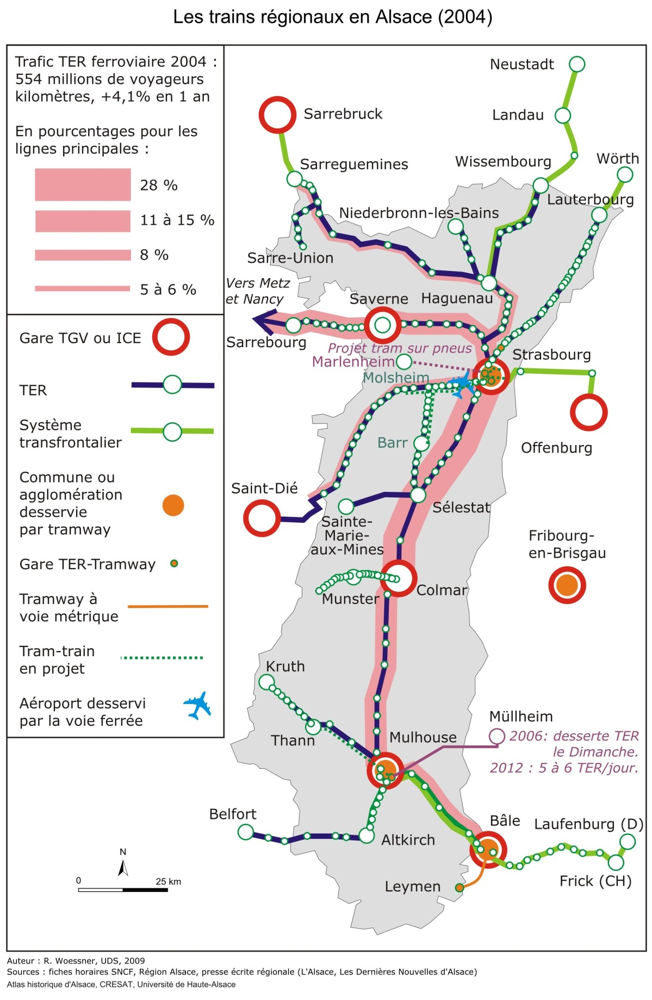 Les trains régionaux en Alsace (2004)
Trafic TER ferroviaire 2004 :
554 millions de voyageurs
kilomètres, +4,1% en 1 an
En pourcentages pour les
lignes principales :
28 %
11 à 15 %
8 %
5 à 6 %
Gare TGV ou ICE
TER
Système
transfrontalier
Commune ou
agglomération
desservie
par tramway
Gare TER-Tramway
Tramway à
voie métrique
Tram-train
en projet
Aéroport desservi
par la voie ferrée
Neustadt
Sarrebruck
Landau
Sarreguemines
Wissembourg
Wörth
Lauterbourg
Niederbronn-les-Bains
Sarre-Union
Vers Metz
et Nancy
Saverne
Haguenau
Sarrebourg
Projet tram sur pneus
Marlenheim
Strasbourg
Molsheim
Barr
Offenburg
Saint-Dié
Sélestat
Sainte-
Marie-
aux-Mines
Fribourg-
en-Brisgau
Colmar
Munster
Kruth
Müllheim
Thann
Mulhouse
2006: desserte TER
le Dimanche.
2012 : 5 à 6 TER/jour.
Belfort
Bâle
Laufenburg (D)
Altkirch
Frick (CH)
Leymen
N
0
25 km
Auteur : R. Woessner, UDS, 2009
Sources : fiches horaires SNCF, Région Alsace, presse écrite régionale (L'Alsace, Les Dernières Nouvelles d'Alsace)
Atlas historique d'Alsace, CRESAT, Université de Haute-Alsace